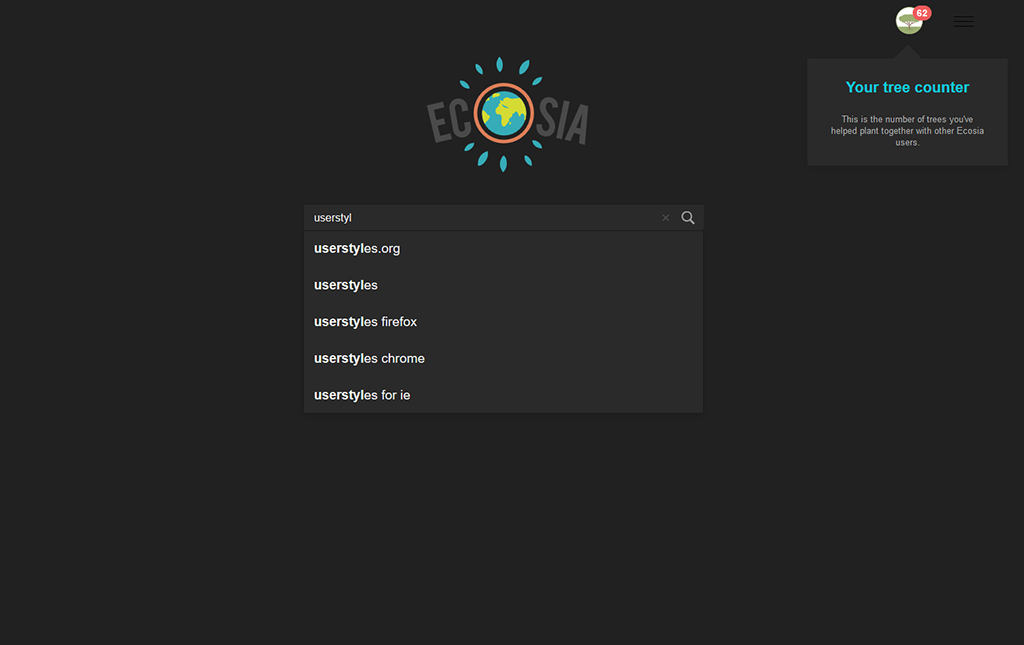 62
ECOSIA
Your tree counter
This is the number of trees you've
helped plant together with other Ecosia
users.
userstyl
userstyles.org
userstyles
userstyles firefox
userstyles chrome
userstyles for ie